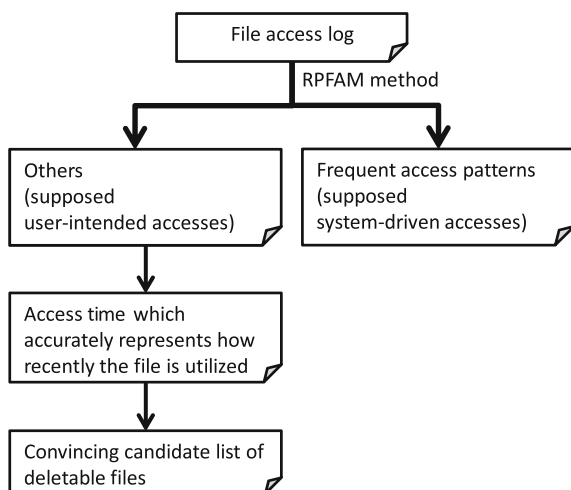 File access log
RPFAM method
Others
(supposed
user-intended accesses)
Frequent access patterns
(supposed
system-driven accesses)
Access time which
accurately represents how
recently the file is utilized
Convincing candidate list of
deletable files